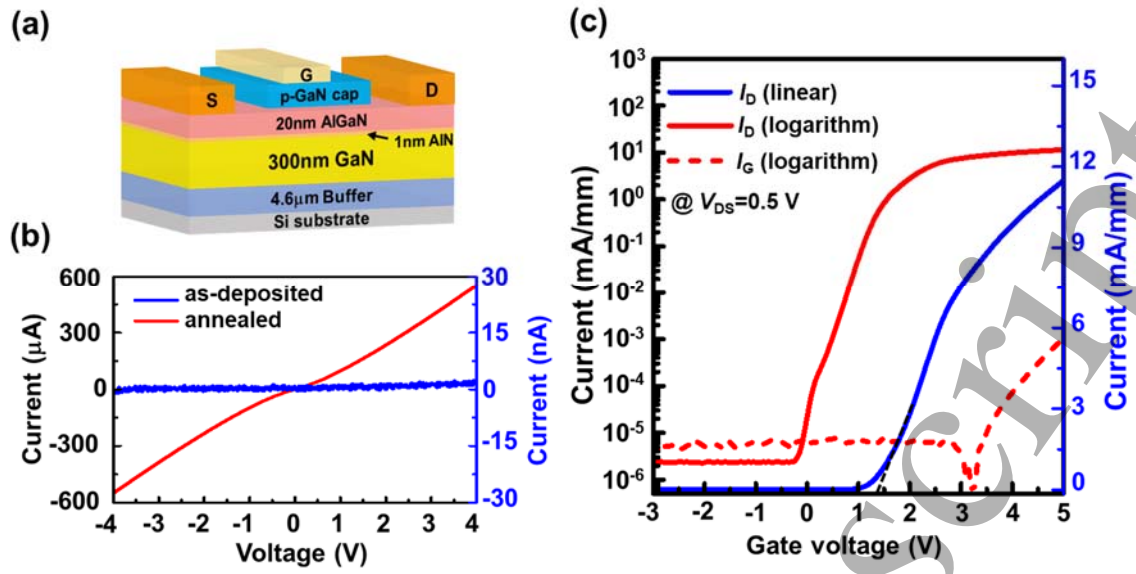 (a)
G
S
p-GaN cap
D
20nm AlGaN
1nm AlN
300nm GaN
4.6μm Buffer
Si substrate
(b)
600
300
0
-300
-600
Current (μA)
as-deposited
annealed
30
15
0
-15
-30
Current (nA)
-4 -3 -2 -1 0 1 2 3 4
Voltage (V)
(c)
10³
10²
10¹
10⁰
10⁻¹
10⁻²
10⁻³
10⁻⁴
10⁻⁵
10⁻⁶
Current (mA/mm)
I_D (linear)
I_D (logarithm)
I_G (logarithm)
@ V_DS=0.5 V
15
12
9
6
3
0
Current (mA/mm)
-3 -2 -1 0 1 2 3 4 5
Gate voltage (V)
script